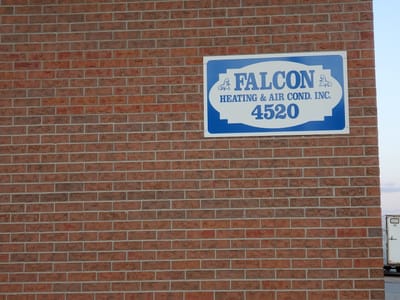 FALCON
HEATING & AIR COND. INC.
4520